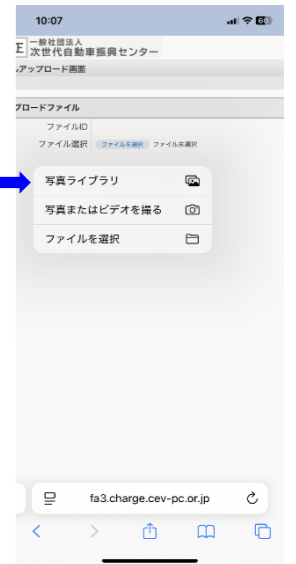 10:07
一般社団法人
次世代自動車振興センター
ルアップロード画面
プロードファイル
ファイルID
ファイル選択 ファイルを選択 ファイル未選択
写真ライブラリ
写真またはビデオを撮る
ファイルを選択
fa3.charge.cev-pc.or.jp